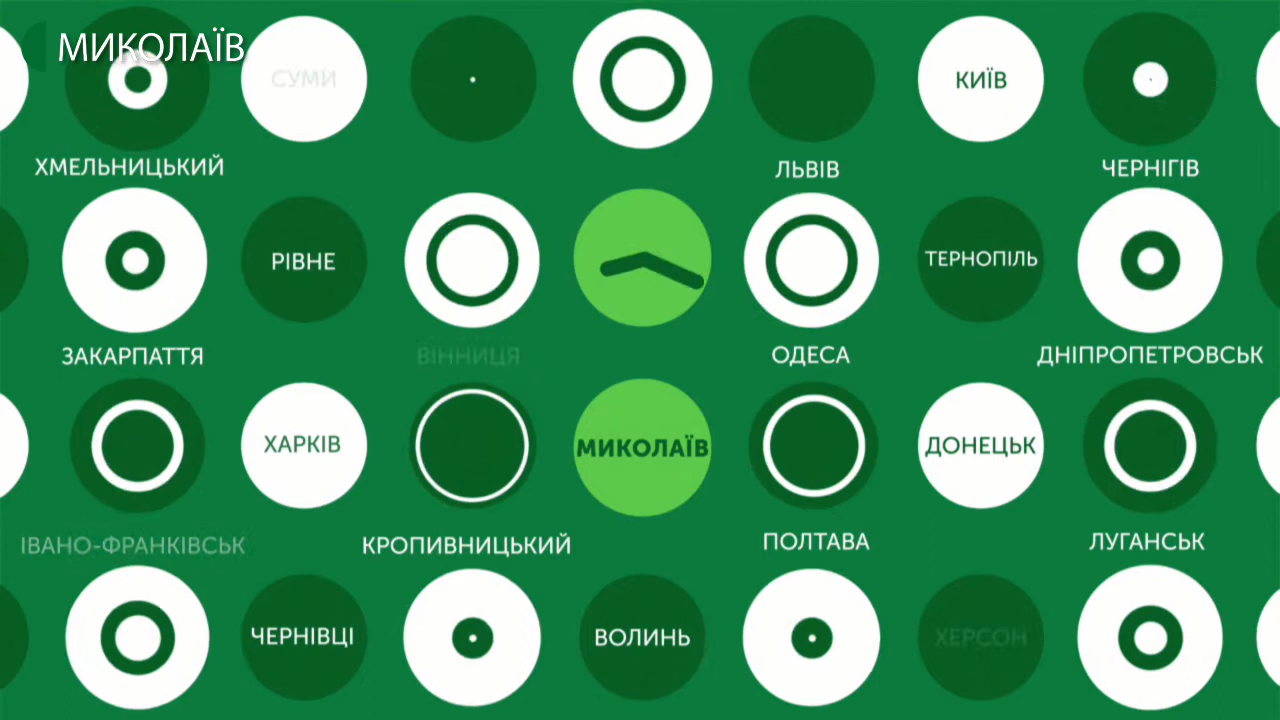 МИКОЛАЇВ
СУМИ
КИЇВ
ХМЕЛЬНИЦЬКИЙ
ЛЬВІВ
ЧЕРНІГІВ
РІВНЕ
ТЕРНОПІЛЬ
ЗАКАРПАТТЯ
ВІННИЦЯ
ОДЕСА
ДНІПРОПЕТРОВСЬК
ХАРКІВ
МИКОЛАЇВ
ДОНЕЦЬК
ІВАНО-ФРАНКІВСЬК
КРОПИВНИЦЬКИЙ
ПОЛТАВА
ЛУГАНСЬК
ЧЕРНІВЦІ
ВОЛИНЬ
ХЕРСОН